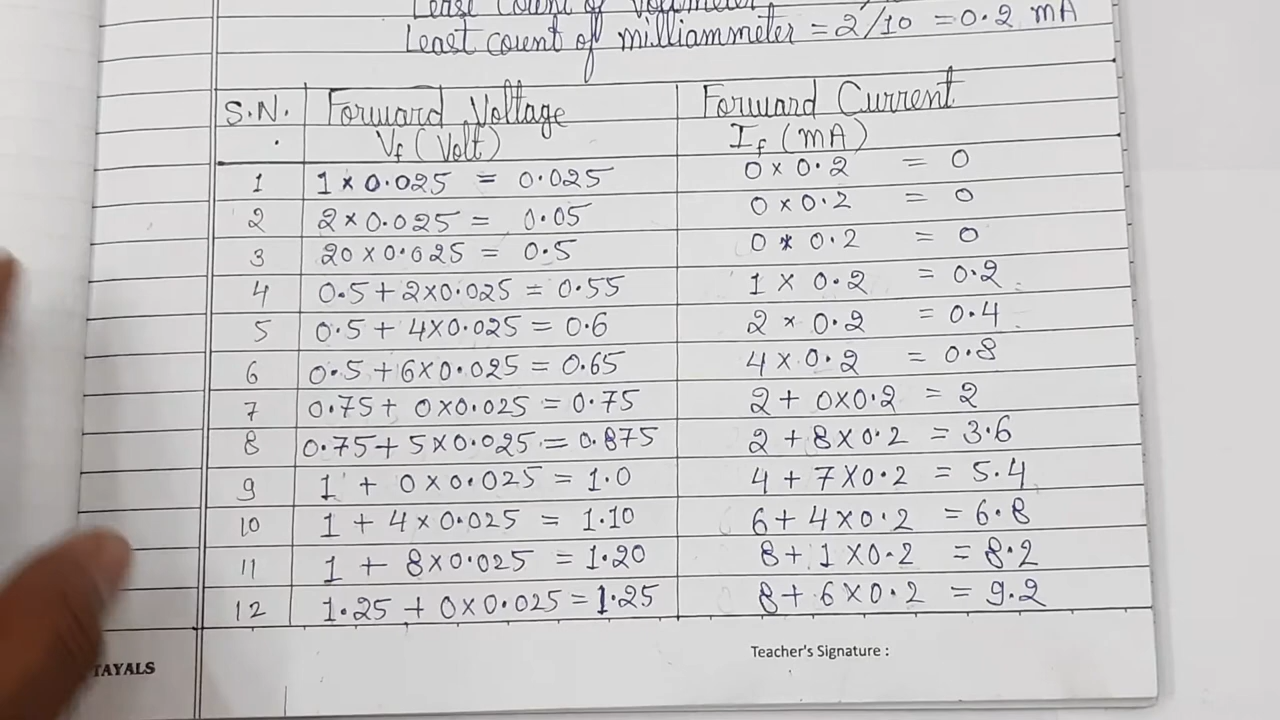 Least count of Voltmeter
Least count of milliammeter = 2/10 = 0.2 mA
S.N. Forward Voltage Vf (Volt) Forward Current If (mA)
1 1 × 0.025 = 0.025 0 × 0.2 = 0
2 2 × 0.025 = 0.05 0 × 0.2 = 0
3 20 × 0.025 = 0.5 0 × 0.2 = 0
4 0.5 + 2×0.025 = 0.55 1 × 0.2 = 0.2
5 0.5 + 4×0.025 = 0.6 2 × 0.2 = 0.4
6 0.5 + 6×0.025 = 0.65 4 × 0.2 = 0.8
7 0.75 + 0×0.025 = 0.75 2 + 0×0.2 = 2
8 0.75 + 5×0.025 = 0.875 2 + 8×0.2 = 3.6
9 1 + 0×0.025 = 1.0 4 + 7×0.2 = 5.4
10 1 + 4×0.025 = 1.10 6 + 4×0.2 = 6.8
11 1 + 8×0.025 = 1.20 8 + 1×0.2 = 8.2
12 1.25 + 0×0.025 = 1.25 8 + 6×0.2 = 9.2
Teacher's Signature :
TAYALS